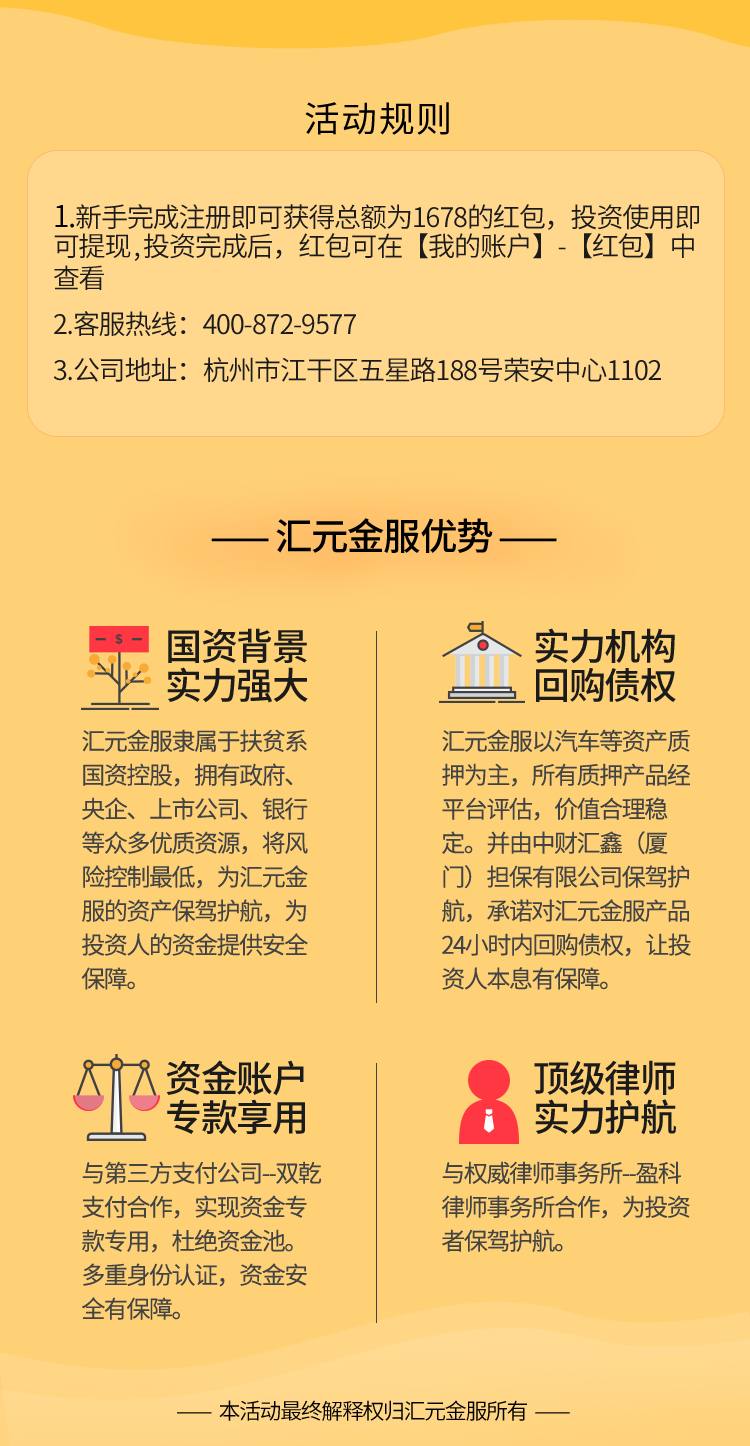 活动规则
1.新手完成注册即可获得总额为1678的红包，投资使用即
可提现,投资完成后，红包可在【我的账户】-【红包】中
查看
2.客服热线：400-872-9577
3.公司地址：杭州市江干区五星路188号荣安中心1102
汇元金服优势
$
国资背景
实力强大
汇元金服隶属于扶贫系
国资控股，拥有政府、
央企、上市公司、银行
等众多优质资源，将风
险控制最低，为汇元金
服的资产保驾护航，为
投资人的资金提供安全
保障。
实力机构
回购债权
汇元金服以汽车等资产质
押为主，所有质押产品经
平台评估，价值合理稳
定。并由中财汇鑫（厦
门）担保有限公司保驾护
航，承诺对汇元金服产品
24小时内回购债权，让投
资人本息有保障。
资金账户
专款享用
与第三方支付公司--双乾
支付合作，实现资金专
款专用，杜绝资金池。
多重身份认证，资金安
全有保障。
顶级律师
实力护航
与权威律师事务所--盈科
律师事务所合作，为投资
者保驾护航。
本活动最终解释权归汇元金服所有